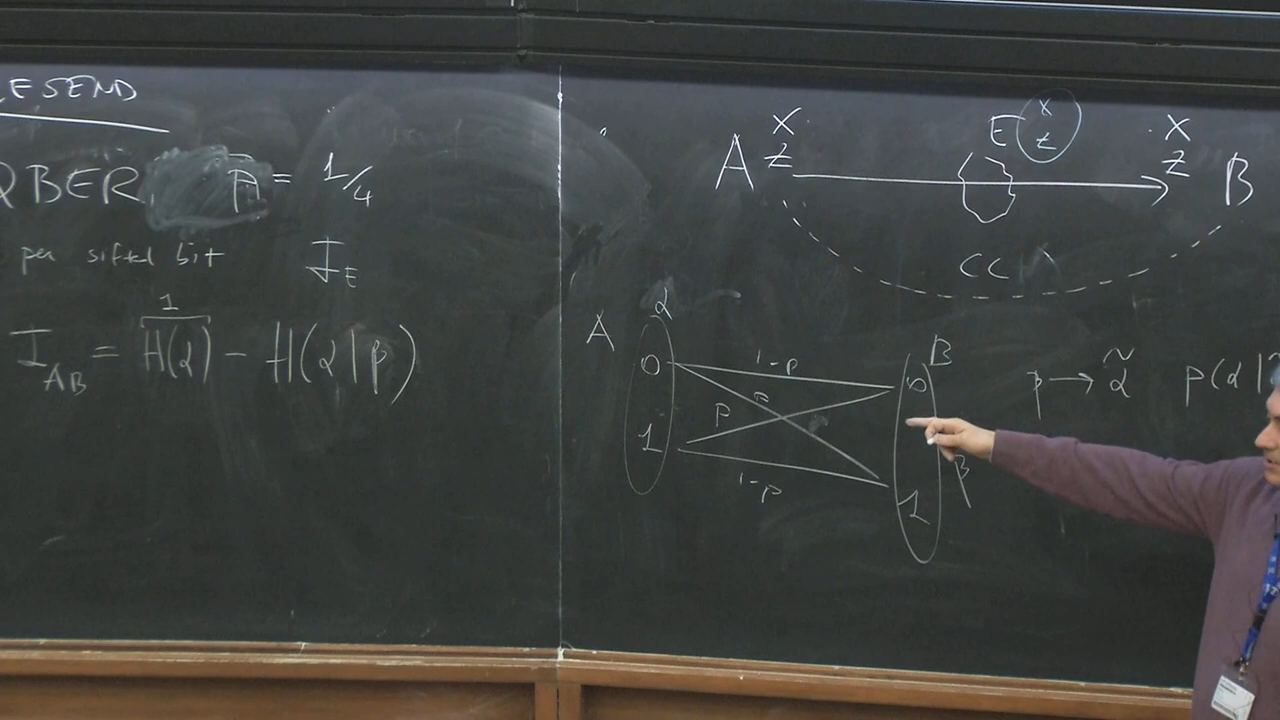 ESEND
QBER, p̄ = 1/4
per sifted bit I_E
1
I_AB = H(α) - H(α|β)
X E X X
A Z Z Z B
CC
A α B
0 1-p 0
p
p
1 1-p 1
β
β → α̃ p(α|